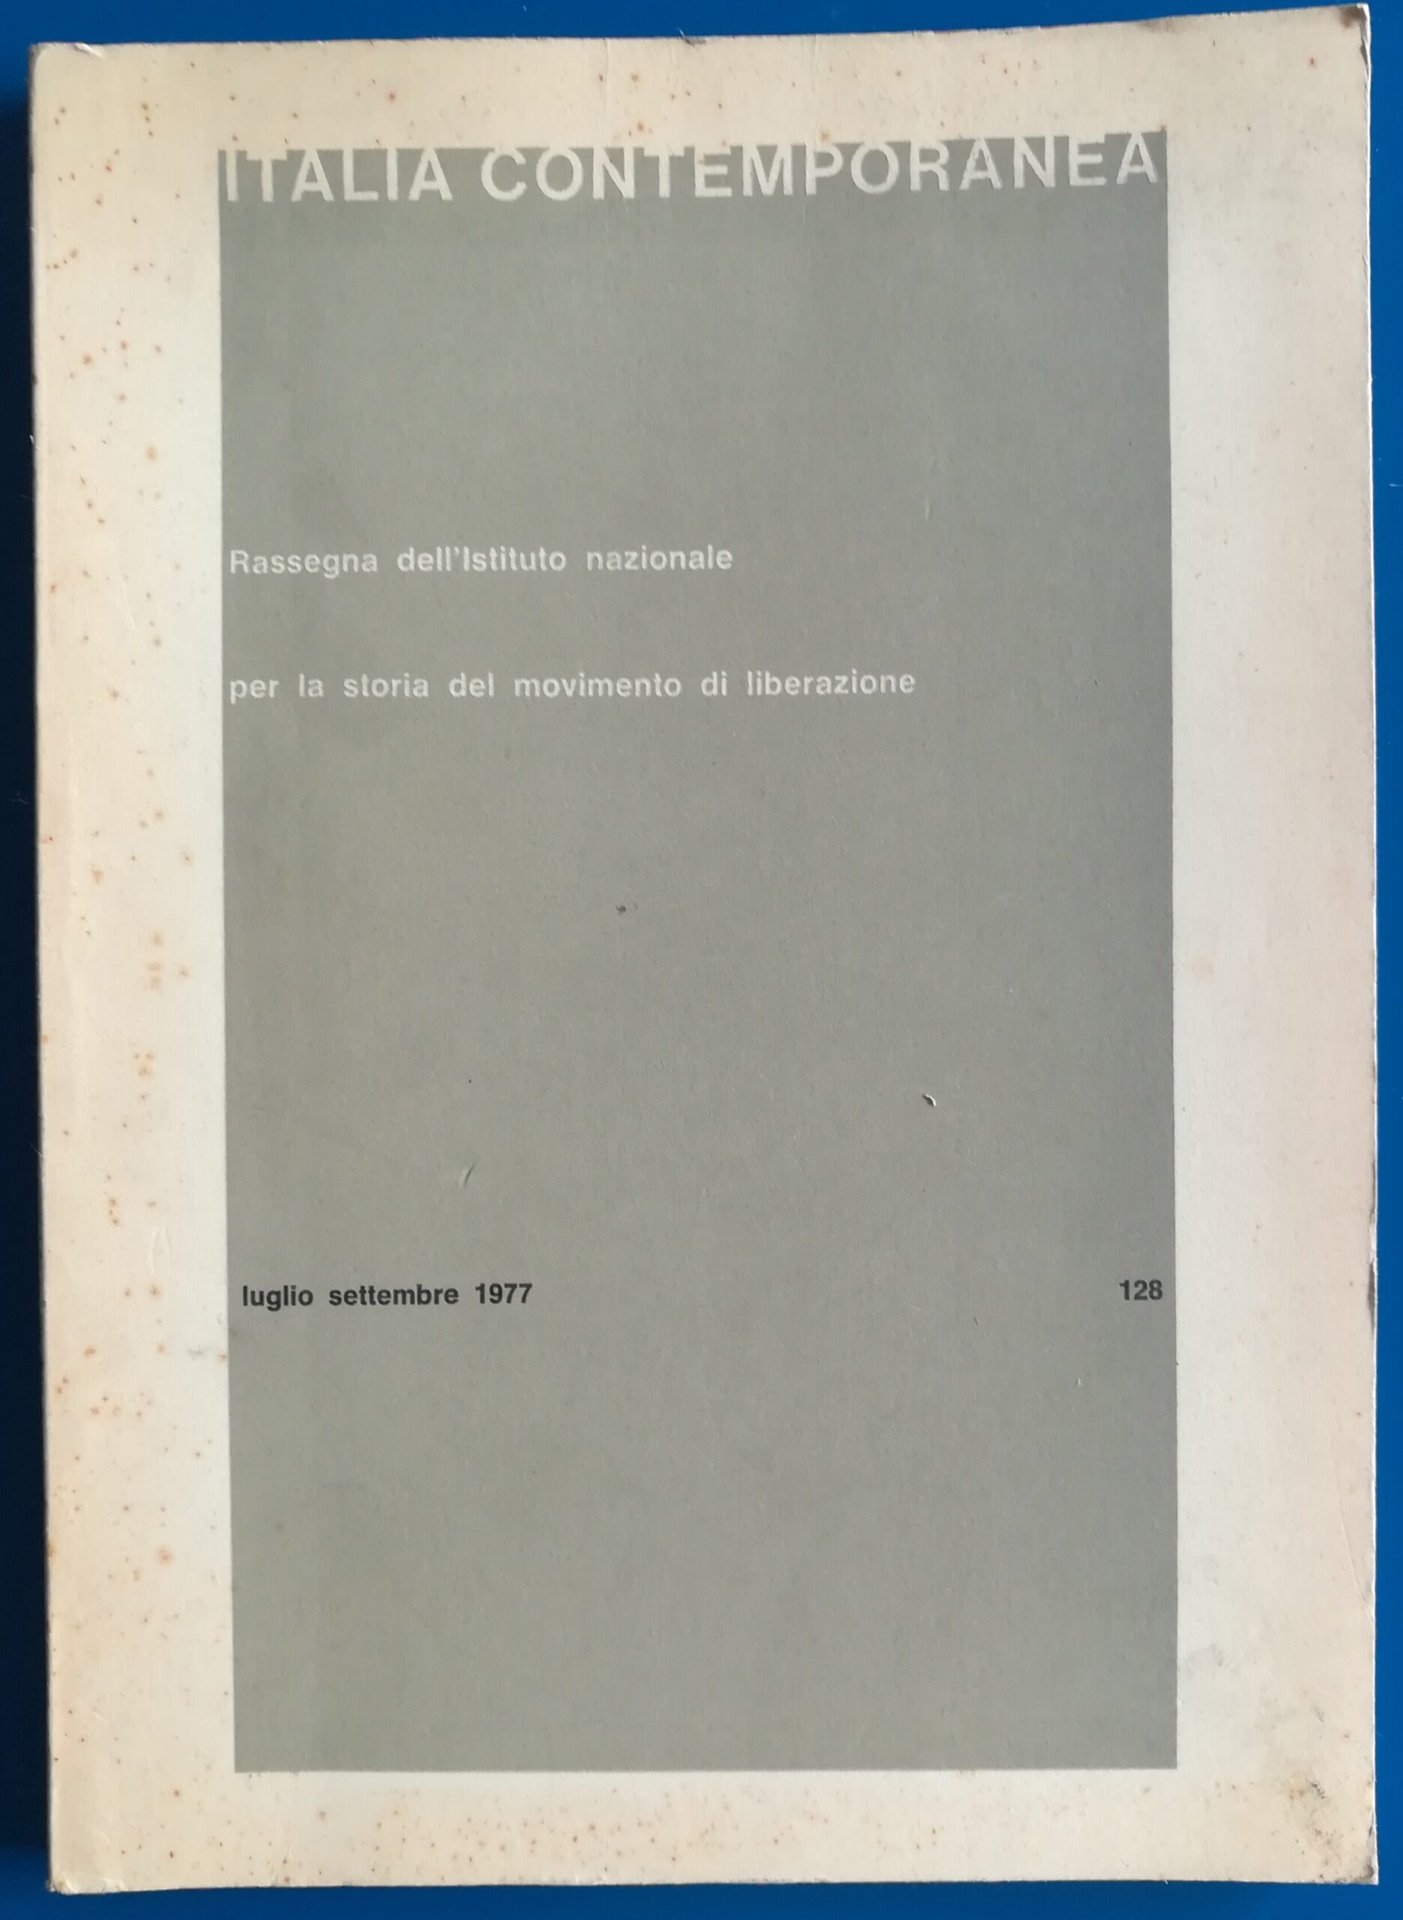 ITALIA CONTEMPORANEA
Rassegna dell'Istituto nazionale
per la storia del movimento di liberazione
luglio settembre 1977
128